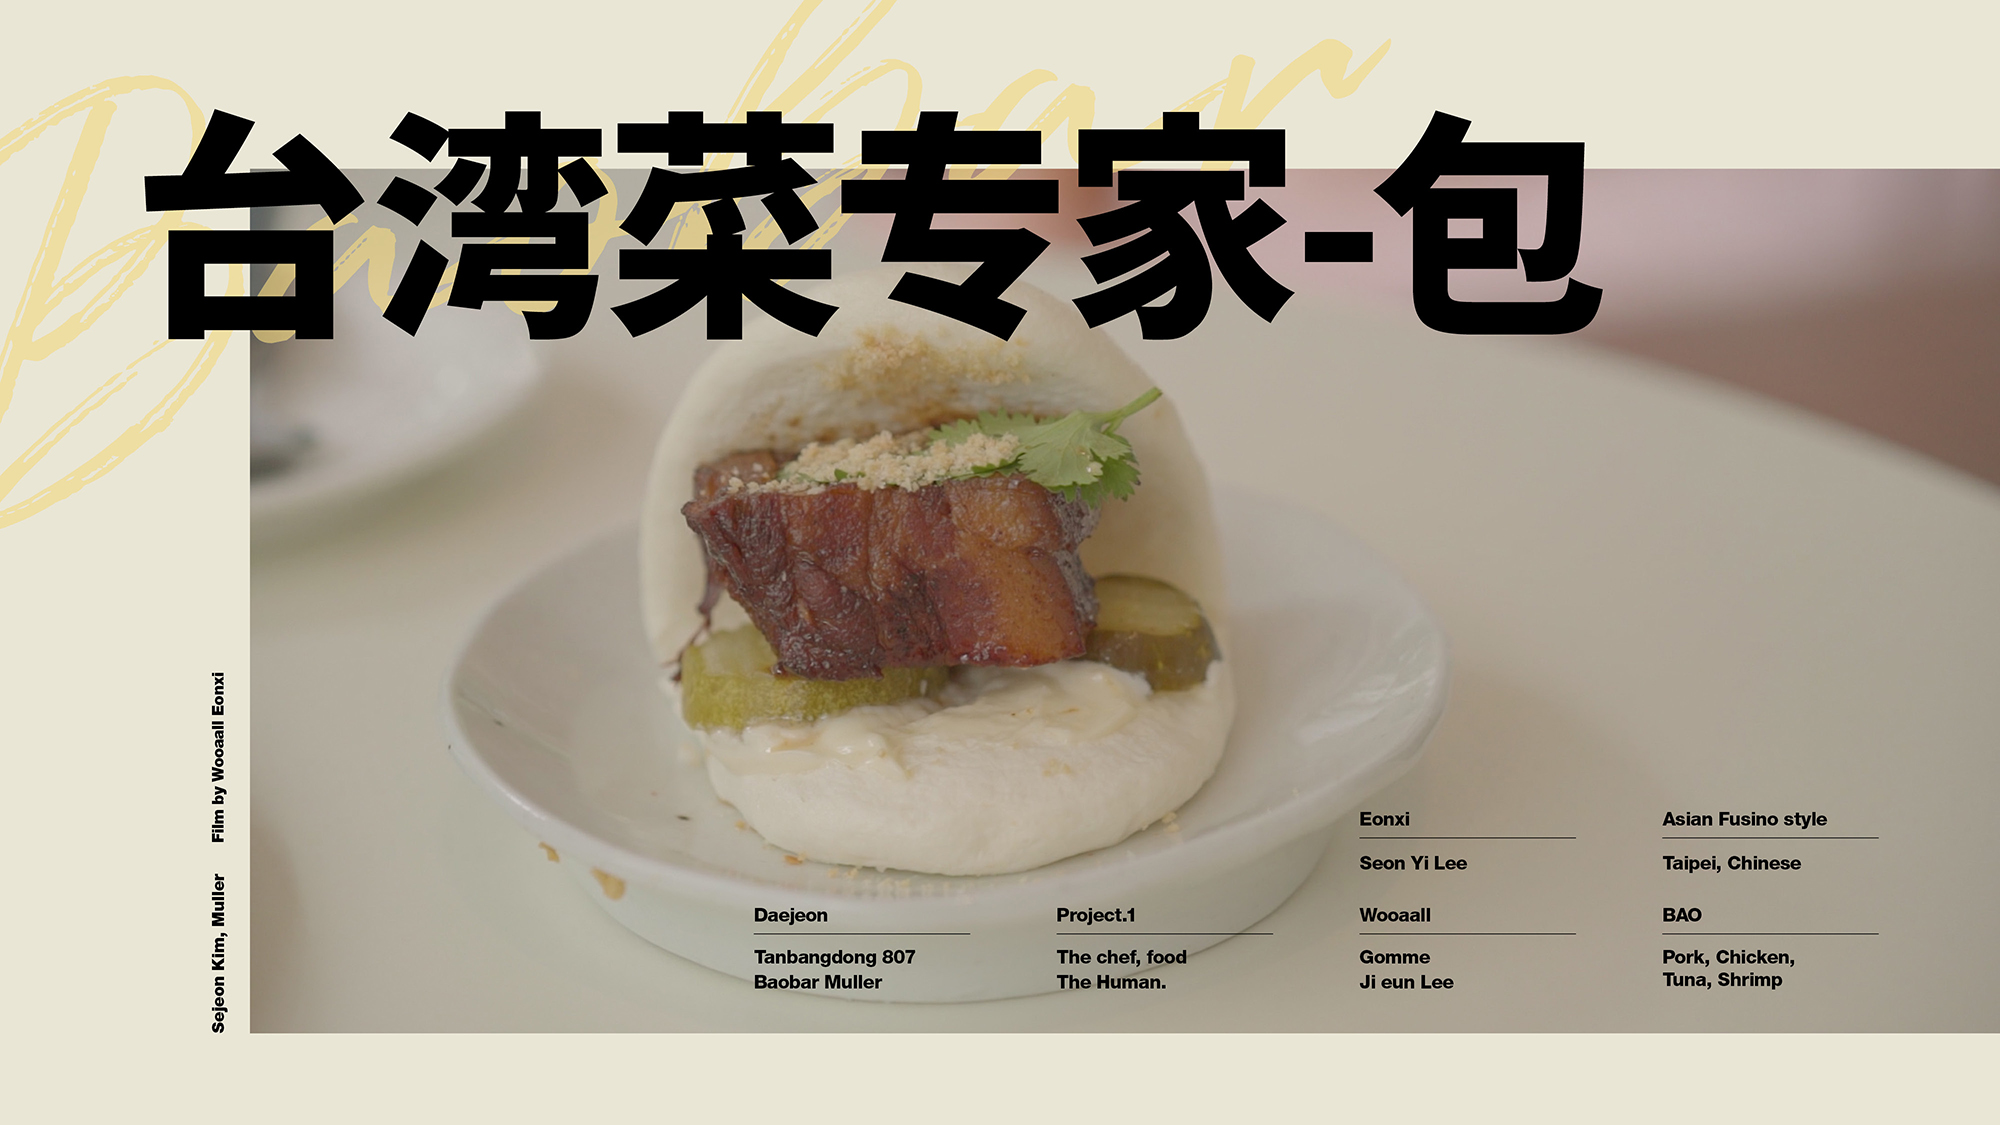 Baobar
台湾菜专家-包
Sejeon Kim, Muller
Film by Wooaall Eonxi
Eonxi
Seon Yi Lee
Asian Fusino style
Taipei, Chinese
Daejeon
Tanbangdong 807
Baobar Muller
Project.1
The chef, food
The Human.
Wooaall
Gomme
Ji eun Lee
BAO
Pork, Chicken,
Tuna, Shrimp